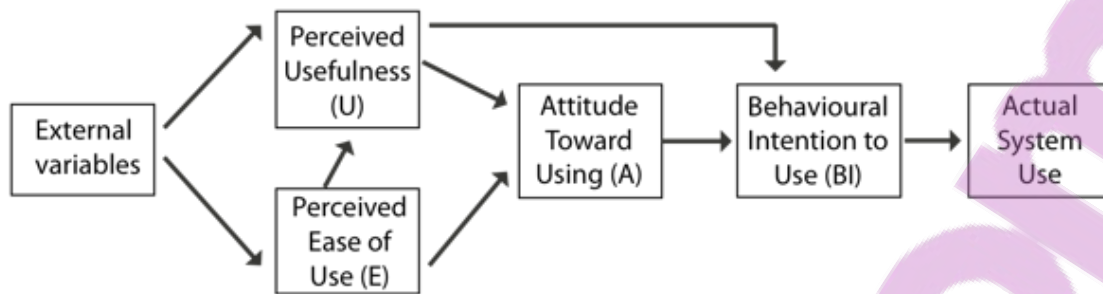 External
variables
Perceived
Usefulness
(U)
Perceived
Ease of
Use (E)
Attitude
Toward
Using (A)
Behavioural
Intention to
Use (BI)
Actual
System
Use